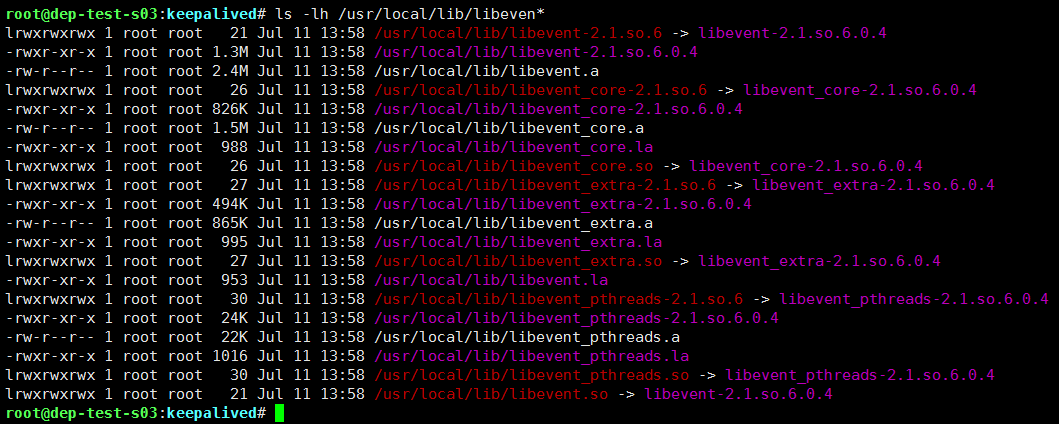 root@dep-test-s03:keepalived# ls -lh /usr/local/lib/libeven*
lrwxrwxrwx 1 root root   21 Jul 11 13:58 /usr/local/lib/libevent-2.1.so.6 -> libevent-2.1.so.6.0.4
-rwxr-xr-x 1 root root 1.3M Jul 11 13:58 /usr/local/lib/libevent-2.1.so.6.0.4
-rw-r--r-- 1 root root 2.4M Jul 11 13:58 /usr/local/lib/libevent.a
lrwxrwxrwx 1 root root   26 Jul 11 13:58 /usr/local/lib/libevent_core-2.1.so.6 -> libevent_core-2.1.so.6.0.4
-rwxr-xr-x 1 root root 826K Jul 11 13:58 /usr/local/lib/libevent_core-2.1.so.6.0.4
-rw-r--r-- 1 root root 1.5M Jul 11 13:58 /usr/local/lib/libevent_core.a
-rwxr-xr-x 1 root root  988 Jul 11 13:58 /usr/local/lib/libevent_core.la
lrwxrwxrwx 1 root root   26 Jul 11 13:58 /usr/local/lib/libevent_core.so -> libevent_core-2.1.so.6.0.4
lrwxrwxrwx 1 root root   27 Jul 11 13:58 /usr/local/lib/libevent_extra-2.1.so.6 -> libevent_extra-2.1.so.6.0.4
-rwxr-xr-x 1 root root 494K Jul 11 13:58 /usr/local/lib/libevent_extra-2.1.so.6.0.4
-rw-r--r-- 1 root root 865K Jul 11 13:58 /usr/local/lib/libevent_extra.a
-rwxr-xr-x 1 root root  995 Jul 11 13:58 /usr/local/lib/libevent_extra.la
lrwxrwxrwx 1 root root   27 Jul 11 13:58 /usr/local/lib/libevent_extra.so -> libevent_extra-2.1.so.6.0.4
-rwxr-xr-x 1 root root  953 Jul 11 13:58 /usr/local/lib/libevent.la
lrwxrwxrwx 1 root root   30 Jul 11 13:58 /usr/local/lib/libevent_pthreads-2.1.so.6 -> libevent_pthreads-2.1.so.6.0.4
-rwxr-xr-x 1 root root  24K Jul 11 13:58 /usr/local/lib/libevent_pthreads-2.1.so.6.0.4
-rw-r--r-- 1 root root  22K Jul 11 13:58 /usr/local/lib/libevent_pthreads.a
-rwxr-xr-x 1 root root 1016 Jul 11 13:58 /usr/local/lib/libevent_pthreads.la
lrwxrwxrwx 1 root root   30 Jul 11 13:58 /usr/local/lib/libevent_pthreads.so -> libevent_pthreads-2.1.so.6.0.4
lrwxrwxrwx 1 root root   21 Jul 11 13:58 /usr/local/lib/libevent.so -> libevent-2.1.so.6.0.4
root@dep-test-s03:keepalived#